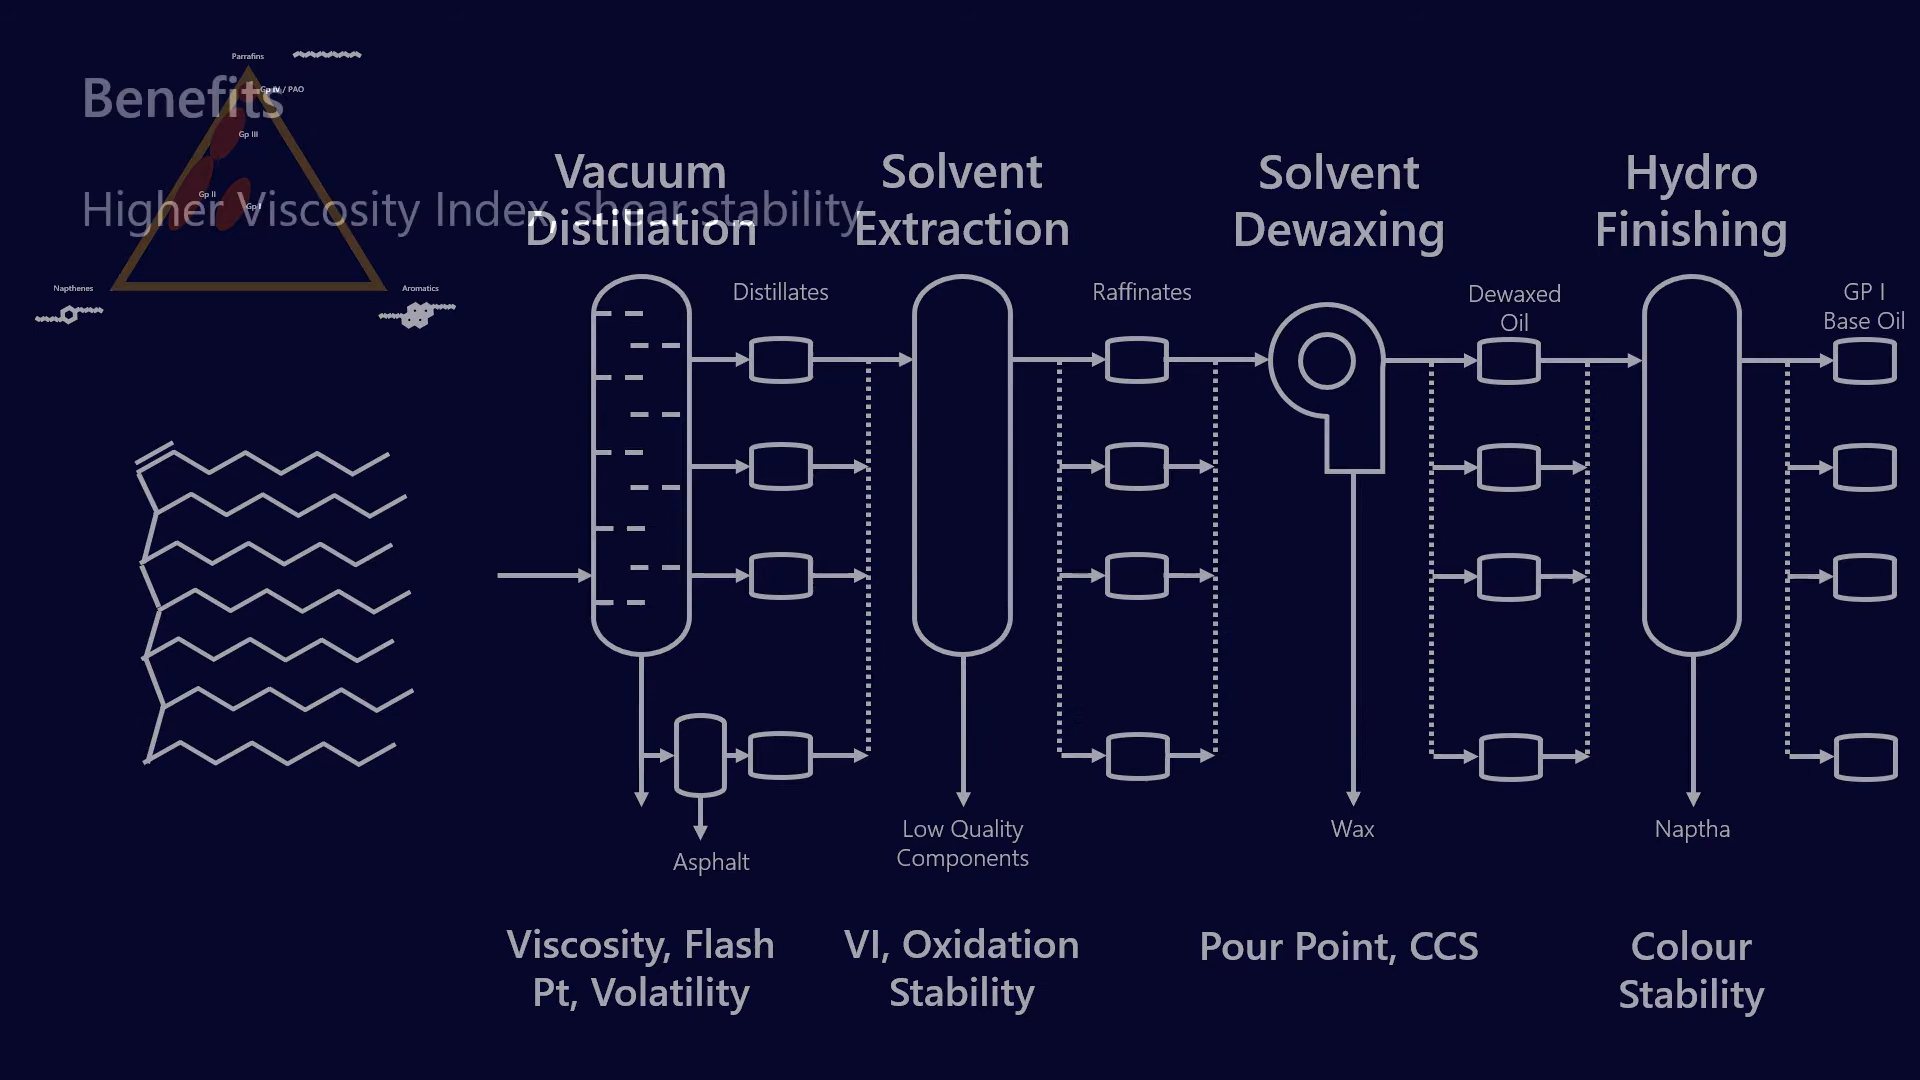 Parrafins
Benefits
Gp IV / PAO
Gp III
Gp II
Gp I
Higher Viscosity Index, shear stability
Napthenes
Aromatics
Vacuum
Distillation
Solvent
Extraction
Solvent
Dewaxing
Hydro
Finishing
Distillates
Raffinates
Dewaxed
Oil
GP I
Base Oil
Asphalt
Low Quality
Components
Wax
Naptha
Viscosity, Flash
Pt, Volatility
VI, Oxidation
Stability
Pour Point, CCS
Colour
Stability